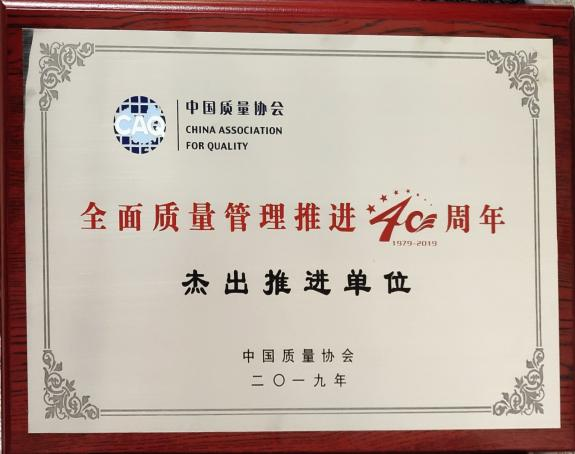 CAQ
中国质量协会
CHINA ASSOCIATION
FOR QUALITY
全面质量管理推进40周年
1979-2019
杰出推进单位
中国质量协会
二〇一九年